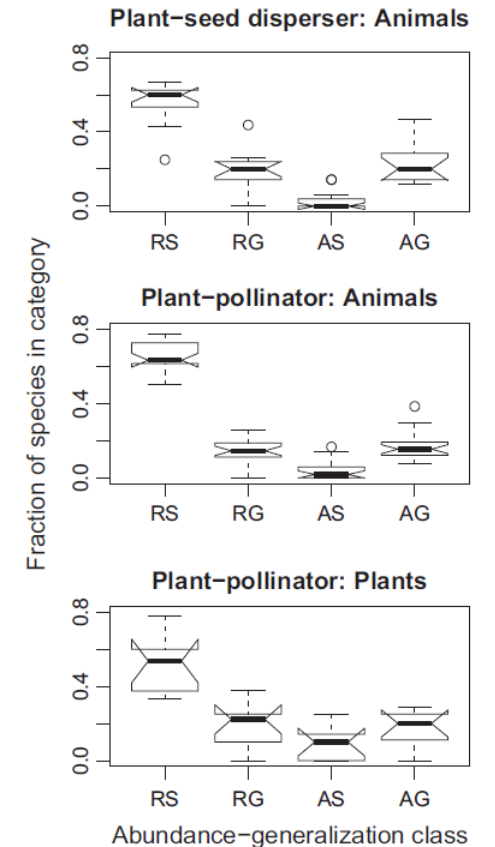 Plant−seed disperser: Animals
0.8
0.4
0.0
RS RG AS AG
Plant−pollinator: Animals
0.8
0.4
0.0
RS RG AS AG
Plant−pollinator: Plants
0.8
0.4
0.0
RS RG AS AG
Fraction of species in category
Abundance−generalization class